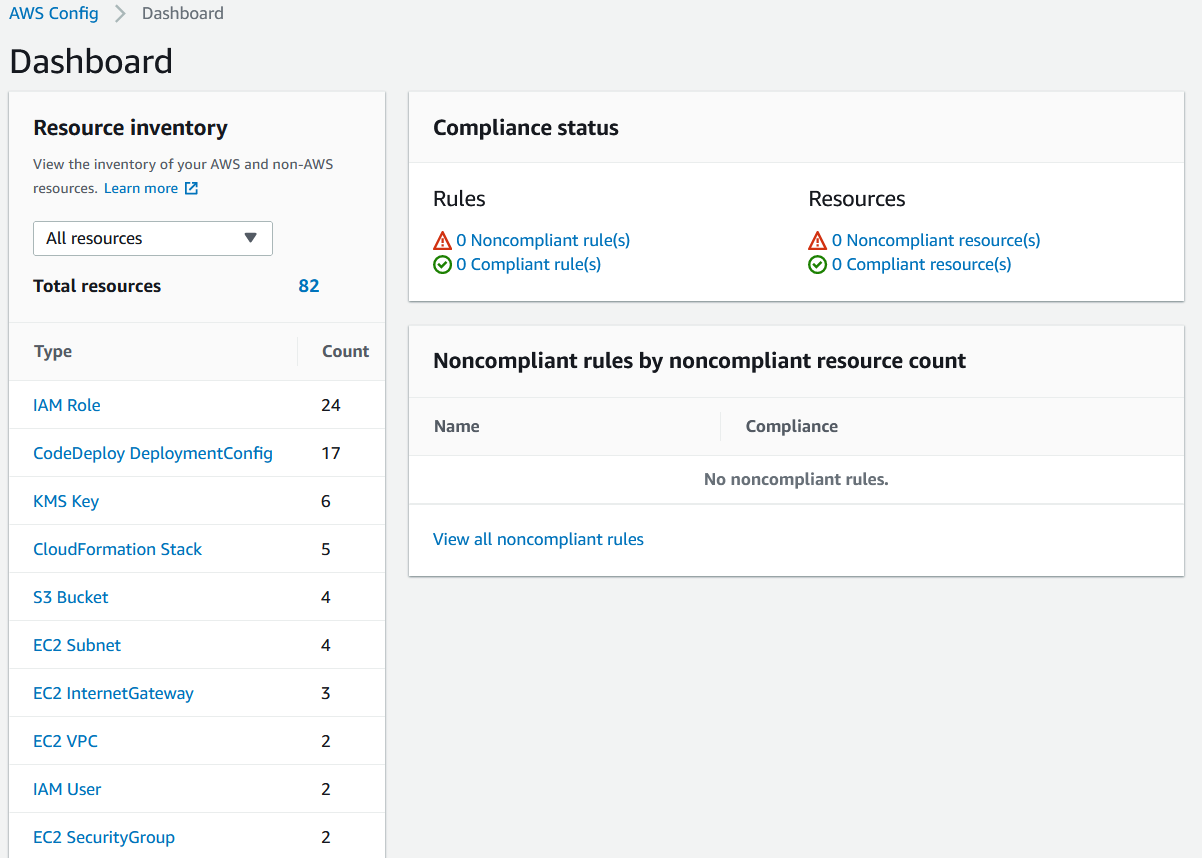 AWS Config > Dashboard
Dashboard
Resource inventory
View the inventory of your AWS and non-AWS
resources. Learn more
All resources
Total resources 82
Type Count
IAM Role 24
CodeDeploy DeploymentConfig 17
KMS Key 6
CloudFormation Stack 5
S3 Bucket 4
EC2 Subnet 4
EC2 InternetGateway 3
EC2 VPC 2
IAM User 2
EC2 SecurityGroup 2
Compliance status
Rules
0 Noncompliant rule(s)
0 Compliant rule(s)
Resources
0 Noncompliant resource(s)
0 Compliant resource(s)
Noncompliant rules by noncompliant resource count
Name Compliance
No noncompliant rules.
View all noncompliant rules